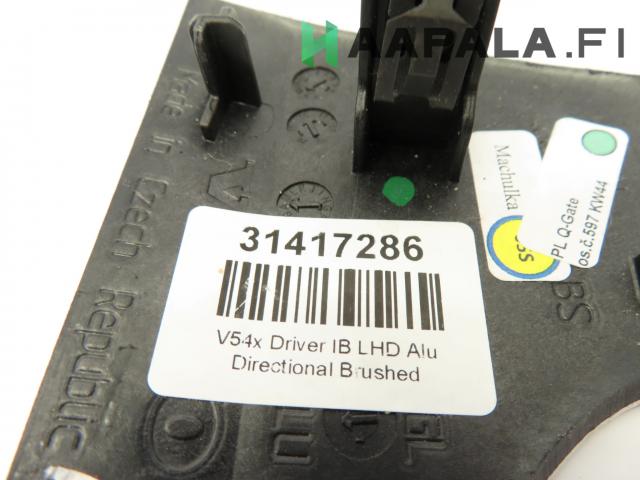 HAAPALA.FI
31417286
V54x Driver IB LHD Alu
Directional Brushed
Machulka
PL Q-Gate
os.č.597 KW44
Made in Czech Republic